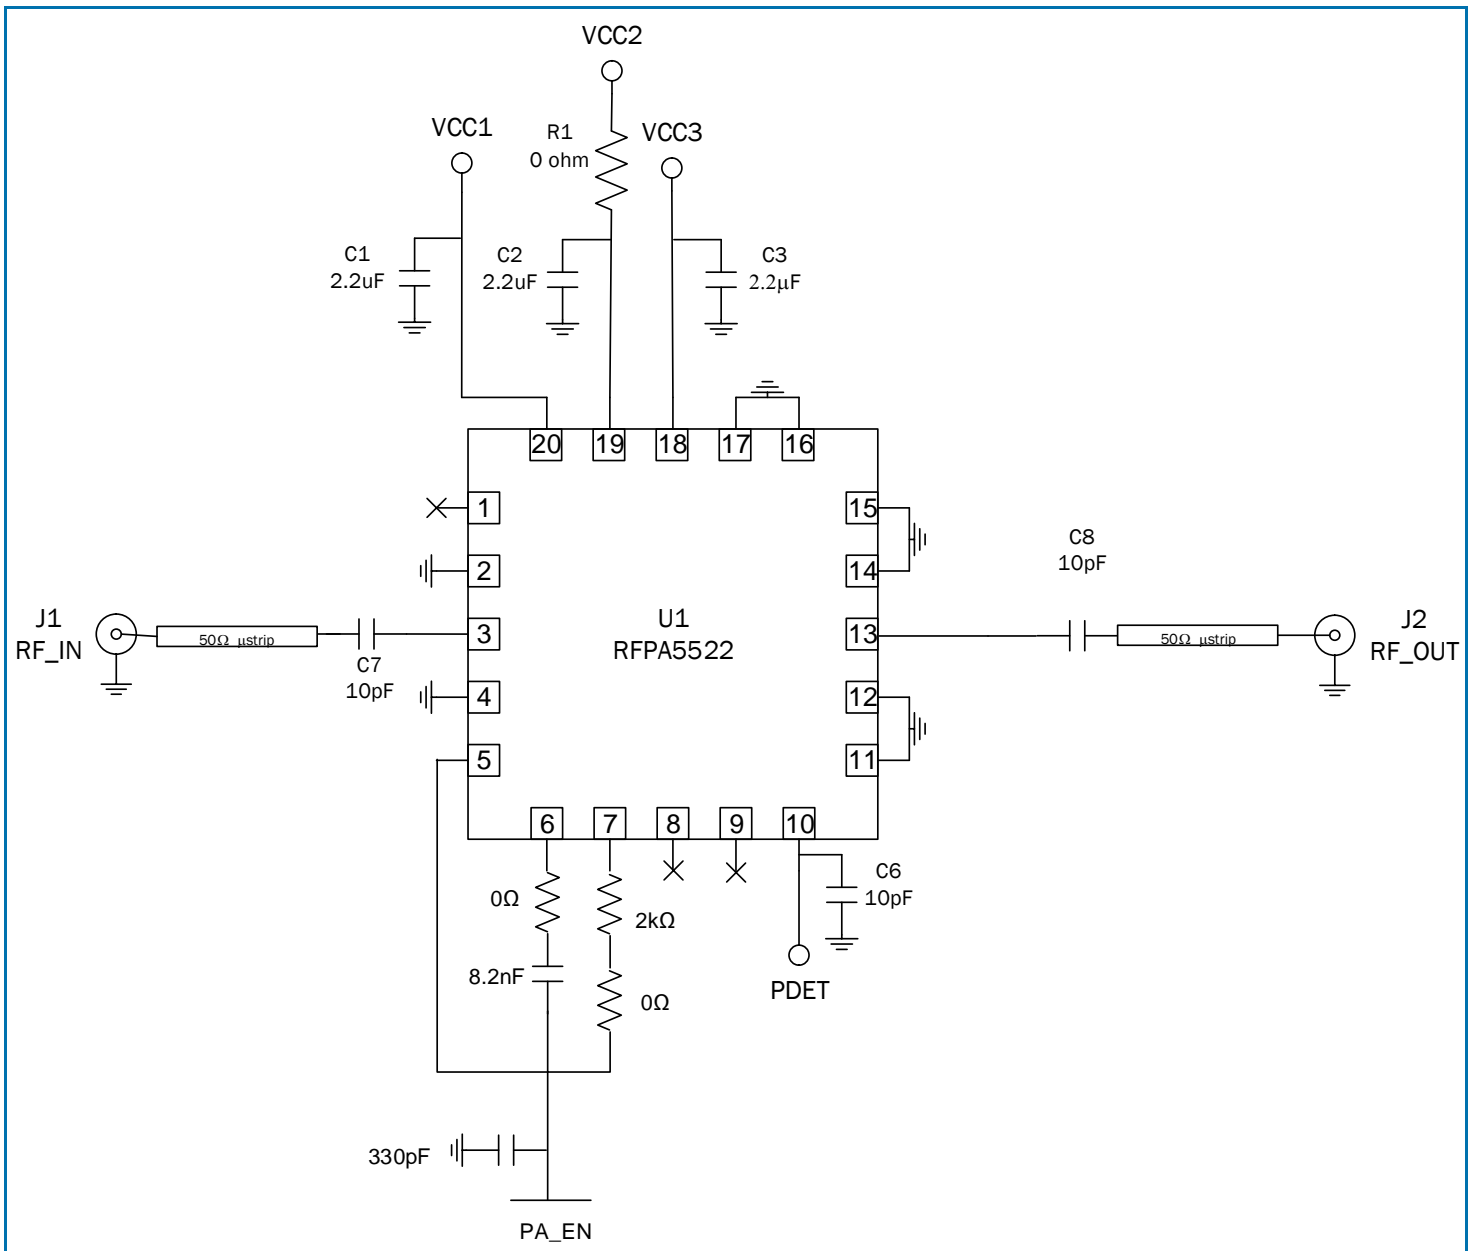 VCC2
VCC1
R1
0 ohm
VCC3
C1
2.2uF
C2
2.2uF
C3
2.2µF
20
19
18
17
16
1
2
3
4
5
15
14
13
12
11
U1
RFPA5522
J1
RF_IN
50Ω µstrip
C7
10pF
C8
10pF
50Ω µstrip
J2
RF_OUT
6
7
8
9
10
0Ω
2kΩ
8.2nF
0Ω
C6
10pF
PDET
330pF
PA_EN